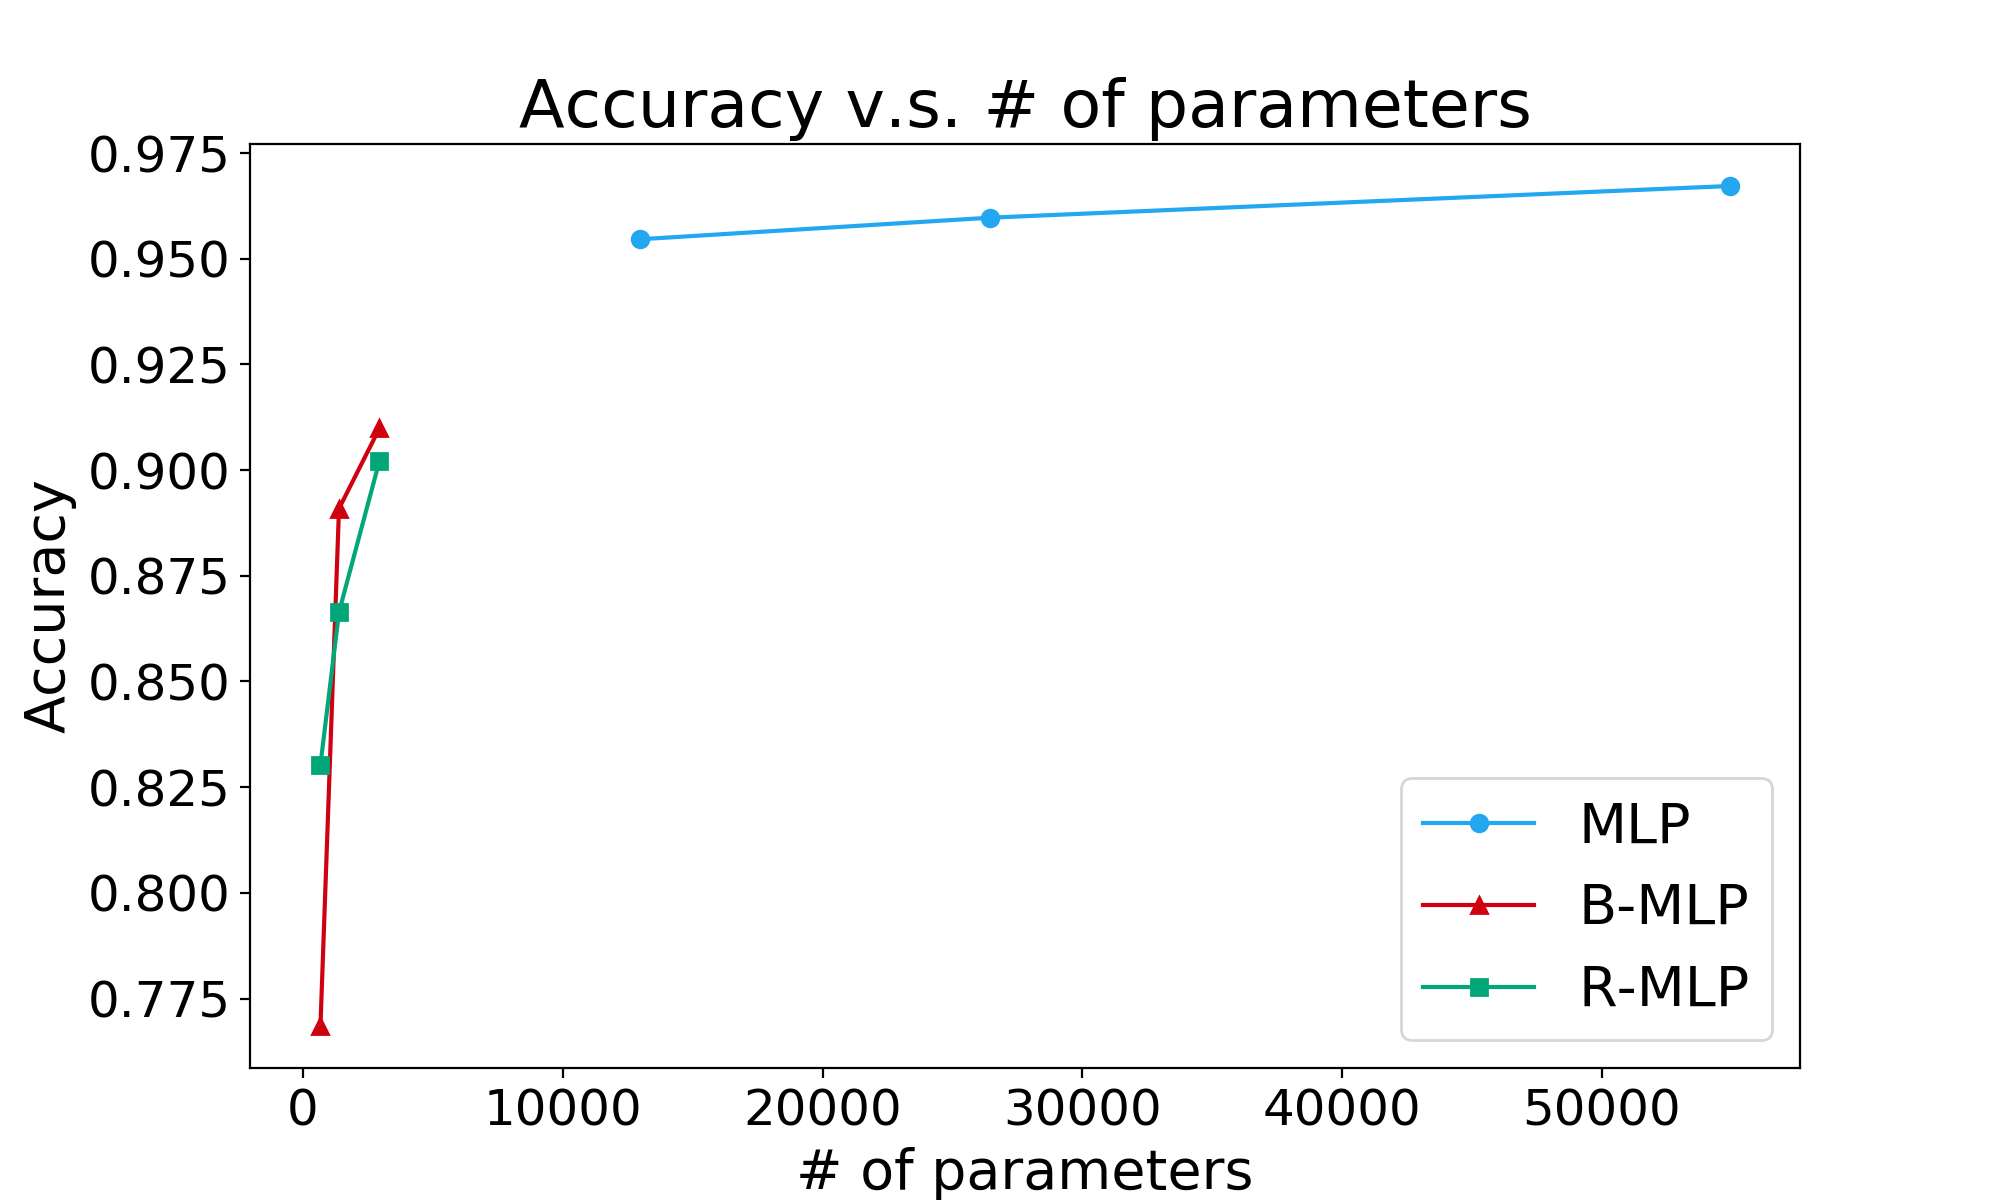 Accuracy v.s. # of parameters
Accuracy
0.975
0.950
0.925
0.900
0.875
0.850
0.825
0.800
0.775
0 10000 20000 30000 40000 50000
# of parameters
MLP
B-MLP
R-MLP